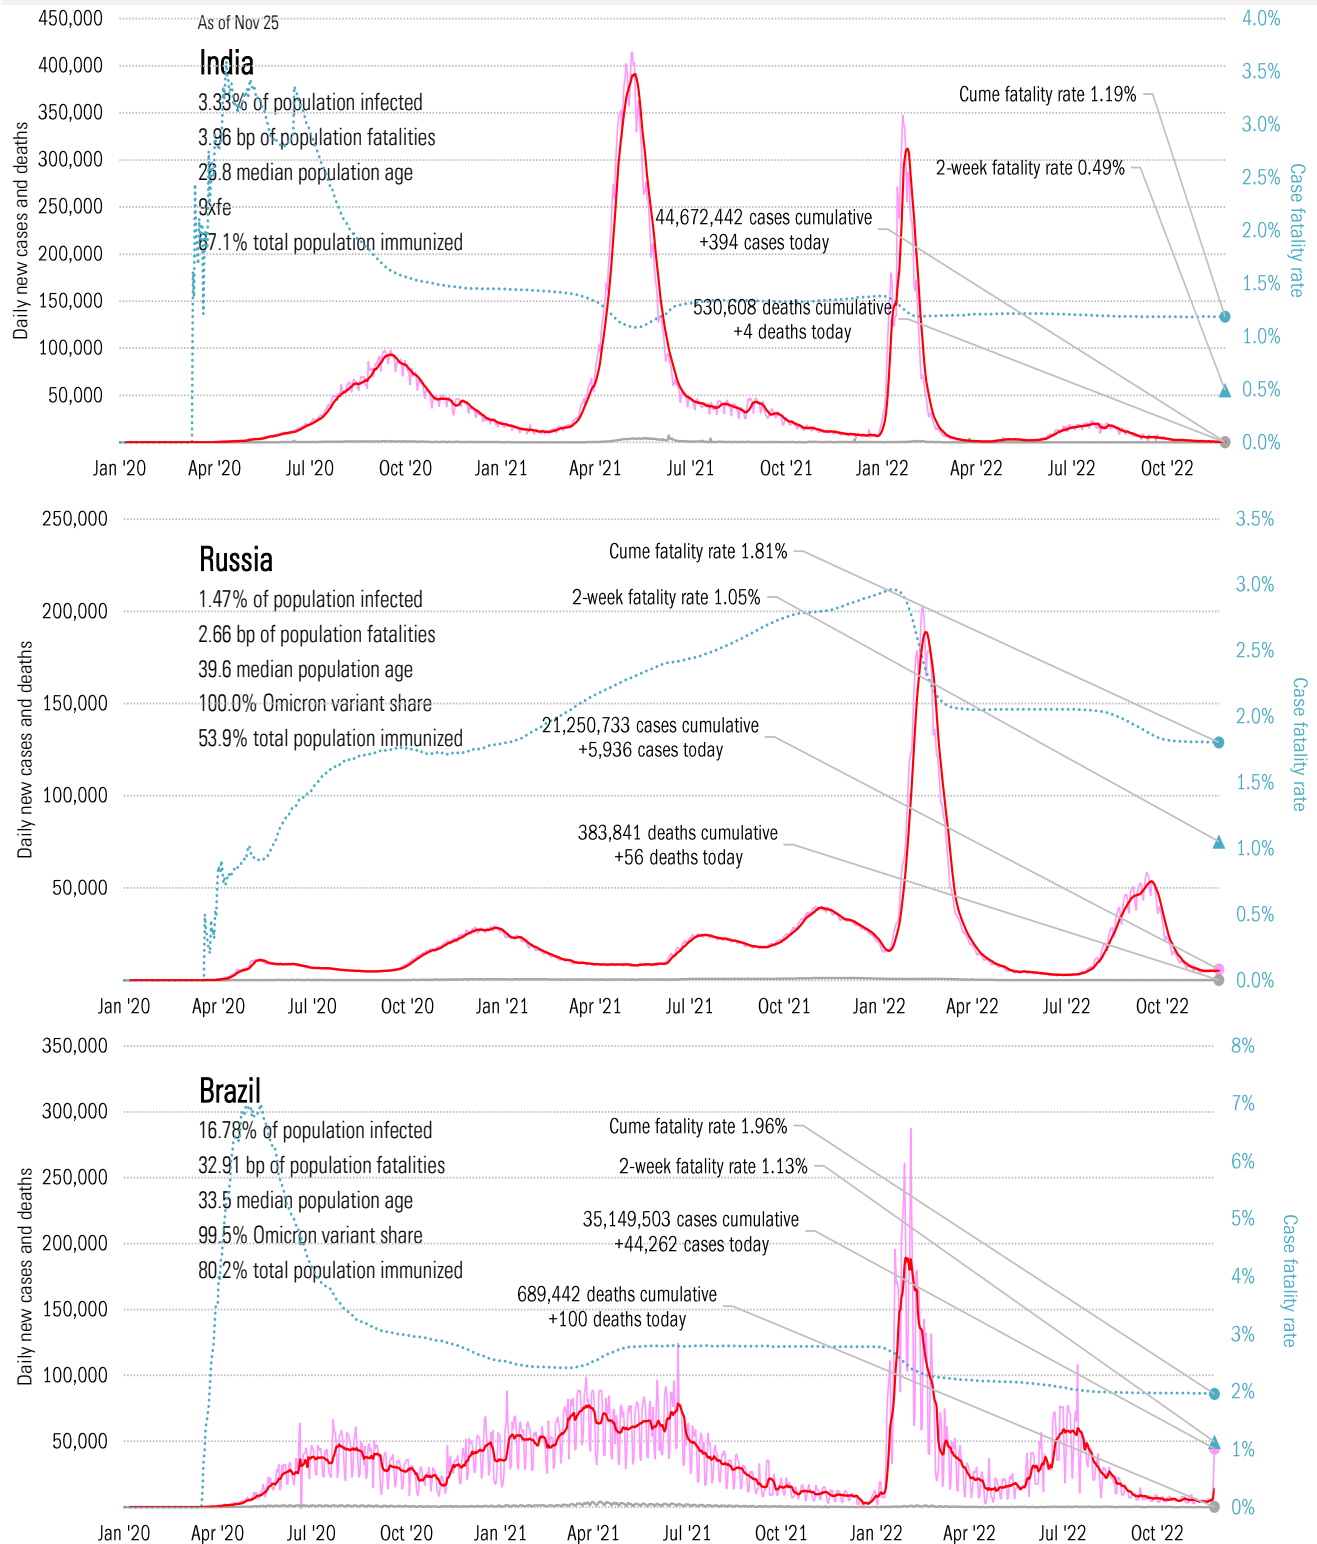 450,000
As of Nov 25
4.0%
India
400,000
3.5%
3.33% of population infected
Cume fatality rate 1.19%
350,000
3.0%
3.96 bp of population fatalities
300,000
2-week fatality rate 0.49%
28.8 median population age
2.5%
250,000
9xfe
44,672,442 cases cumulative
+394 cases today
2.0%
67.1% total population immunized
200,000
1.5%
150,000
530,608 deaths cumulative
+4 deaths today
1.0%
100,000
50,000
0.5%
0.0%
Daily new cases and deaths
Case fatality rate
Jan '20 Apr '20 Jul '20 Oct '20 Jan '21 Apr '21 Jul '21 Oct '21 Jan '22 Apr '22 Jul '22 Oct '22
250,000
3.5%
Russia
Cume fatality rate 1.81%
3.0%
1.47% of population infected
2-week fatality rate 1.05%
200,000
2.66 bp of population fatalities
2.5%
39.6 median population age
150,000
100.0% Omicron variant share
2.0%
53.9% total population immunized
21,250,733 cases cumulative
+5,936 cases today
1.5%
100,000
383,841 deaths cumulative
+56 deaths today
1.0%
50,000
0.5%
0.0%
Daily new cases and deaths
Case fatality rate
Jan '20 Apr '20 Jul '20 Oct '20 Jan '21 Apr '21 Jul '21 Oct '21 Jan '22 Apr '22 Jul '22 Oct '22
350,000
8%
Brazil
7%
300,000
16.78% of population infected
Cume fatality rate 1.96%
32.91 bp of population fatalities
2-week fatality rate 1.13%
6%
250,000
33.5 median population age
35,149,503 cases cumulative
+44,262 cases today
5%
99.5% Omicron variant share
200,000
80.2% total population immunized
4%
689,442 deaths cumulative
+100 deaths today
150,000
3%
100,000
2%
50,000
1%
0%
Daily new cases and deaths
Case fatality rate
Jan '20 Apr '20 Jul '20 Oct '20 Jan '21 Apr '21 Jul '21 Oct '21 Jan '22 Apr '22 Jul '22 Oct '22